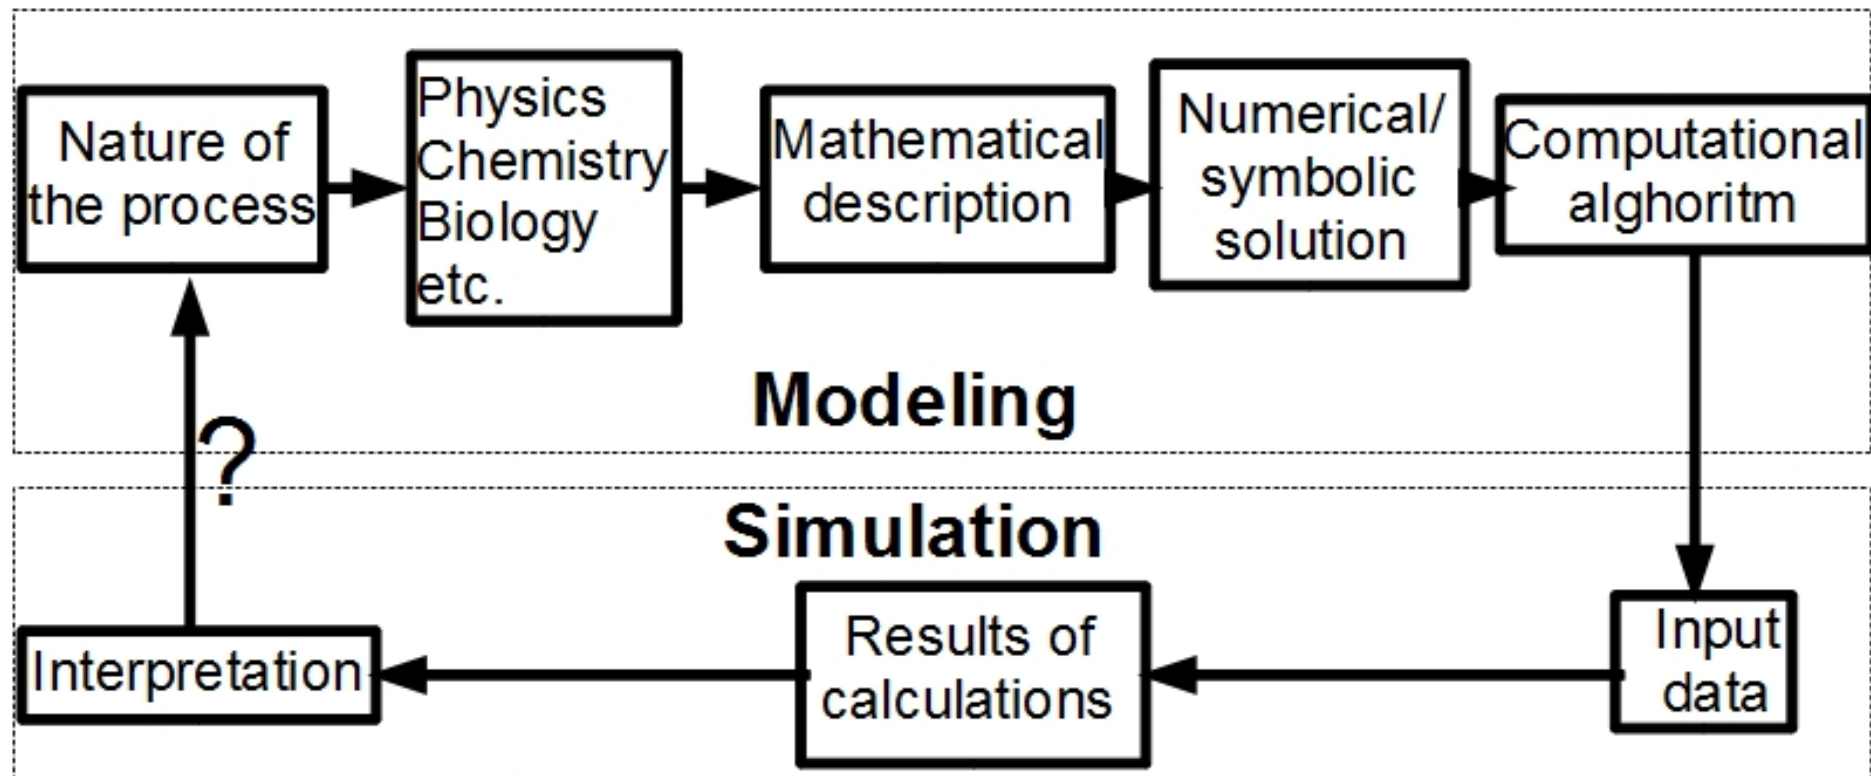 Nature of
the process
Physics
Chemistry
Biology
etc.
Mathematical
description
Numerical/
symbolic
solution
Computational
alghoritm
Modeling
?
Simulation
Interpretation
Results of
calculations
Input
data